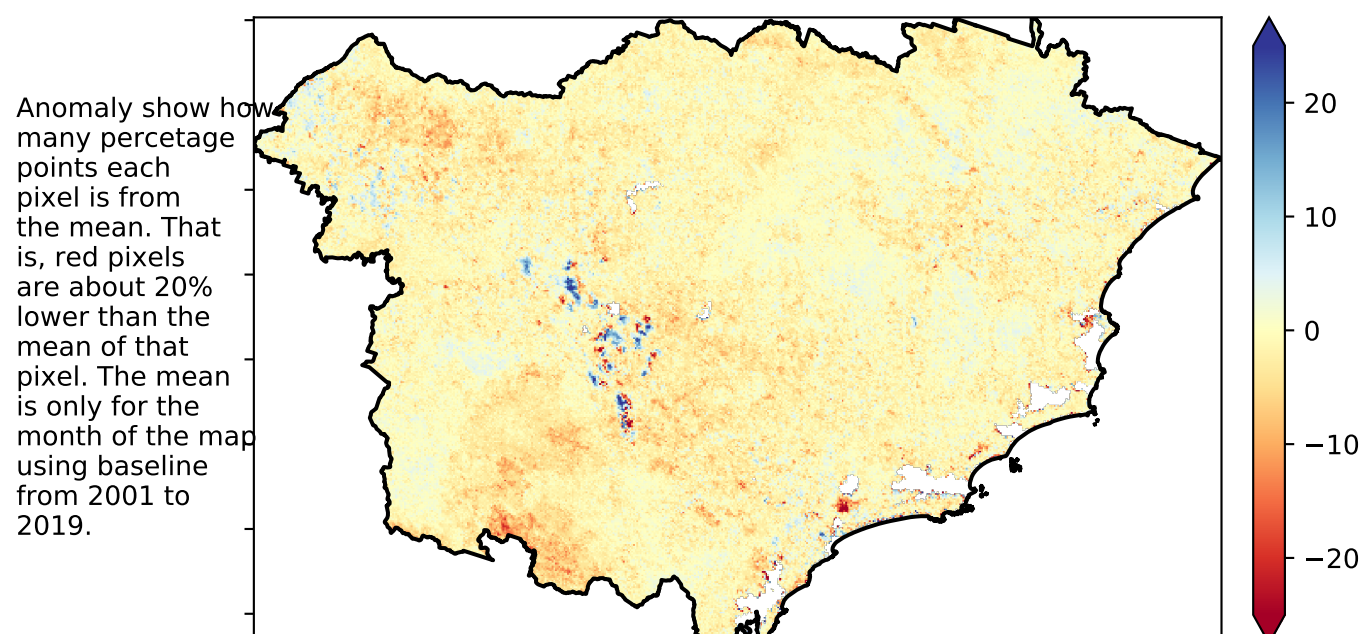 Anomaly show how
many percetage
points each
pixel is from
the mean. That
is, red pixels
are about 20%
lower than the
mean of that
pixel. The mean
is only for the
month of the map
using baseline
from 2001 to
2019.
20
10
0
−10
−20